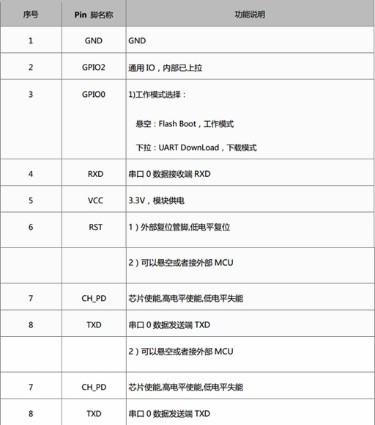 序号 Pin 脚名称 功能说明
1 GND GND
2 GPIO2 通用 IO，内部已上拉
3 GPIO0 1)工作模式选择：
悬空：Flash Boot，工作模式
下拉：UART DownLoad，下载模式
4 RXD 串口 0 数据接收端 RXD
5 VCC 3.3V，模块供电
6 RST 1）外部复位管脚,低电平复位
2）可以悬空或者接外部 MCU
7 CH_PD 芯片使能,高电平使能,低电平失能
8 TXD 串口 0 数据发送端 TXD
2）可以悬空或者接外部 MCU
7 CH_PD 芯片使能,高电平使能,低电平失能
8 TXD 串口 0 数据发送端 TXD